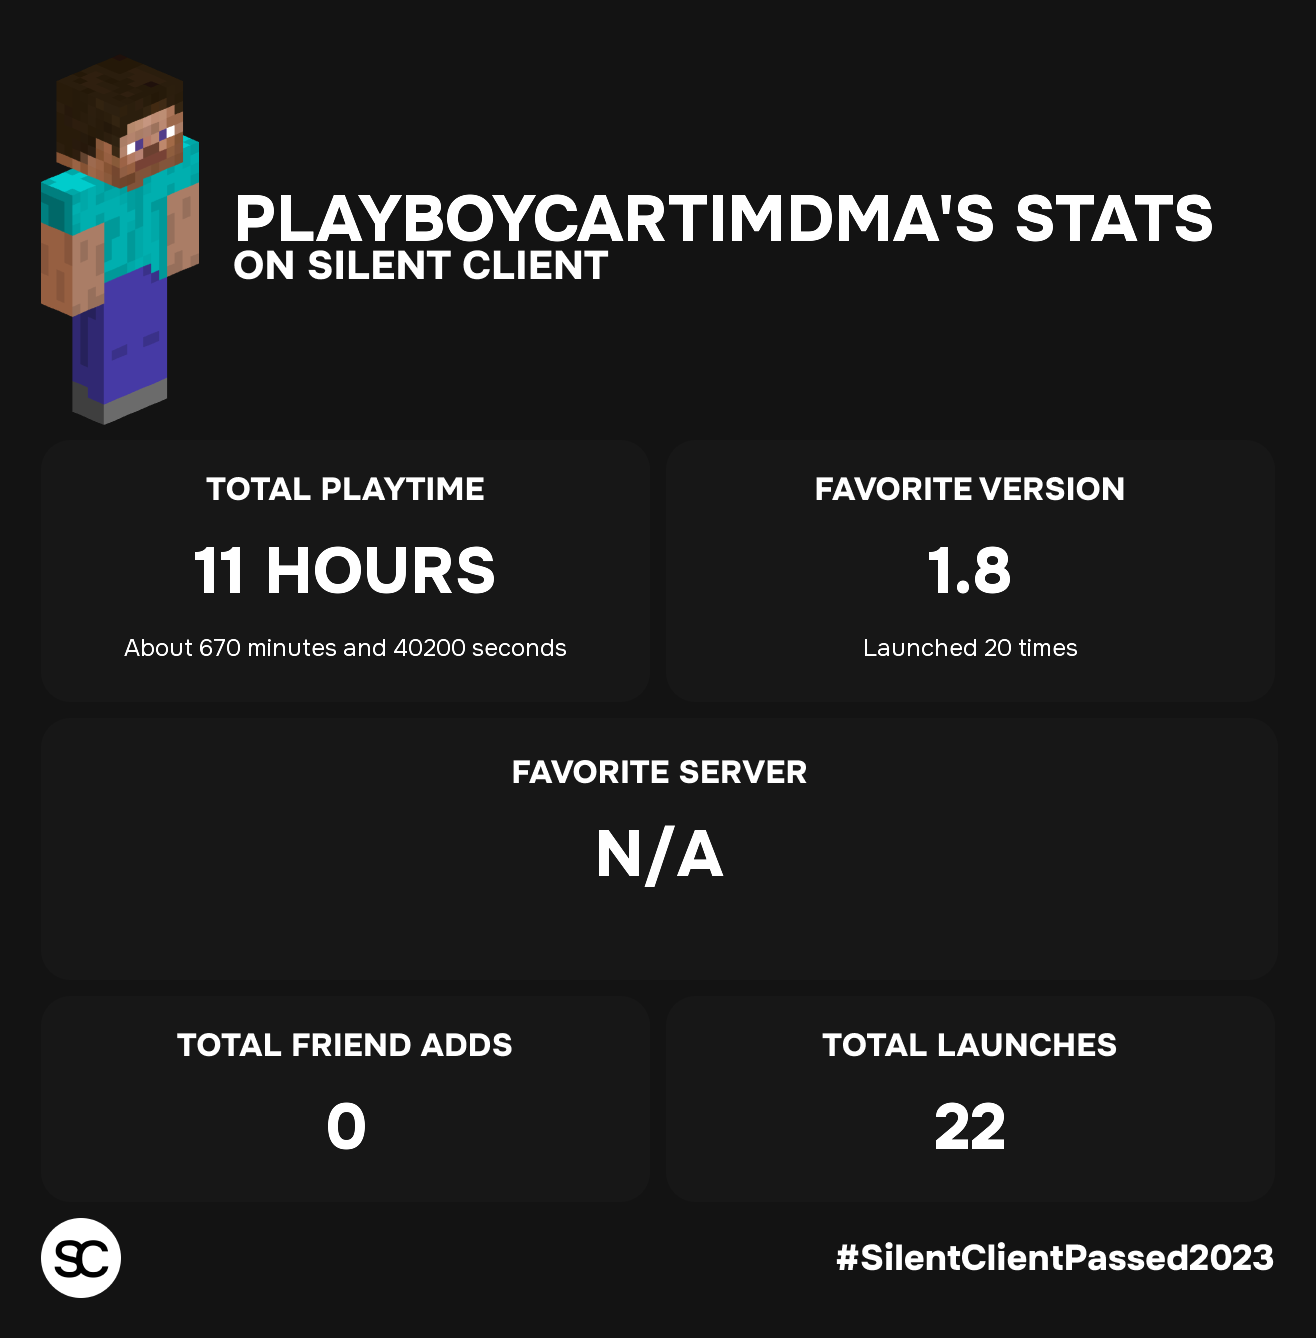 PLAYBOYCARTIMDMA'S STATS
ON SILENT CLIENT
TOTAL PLAYTIME
11 HOURS
About 670 minutes and 40200 seconds
FAVORITE VERSION
1.8
Launched 20 times
FAVORITE SERVER
N/A
TOTAL FRIEND ADDS
0
TOTAL LAUNCHES
22
SC
#SilentClientPassed2023